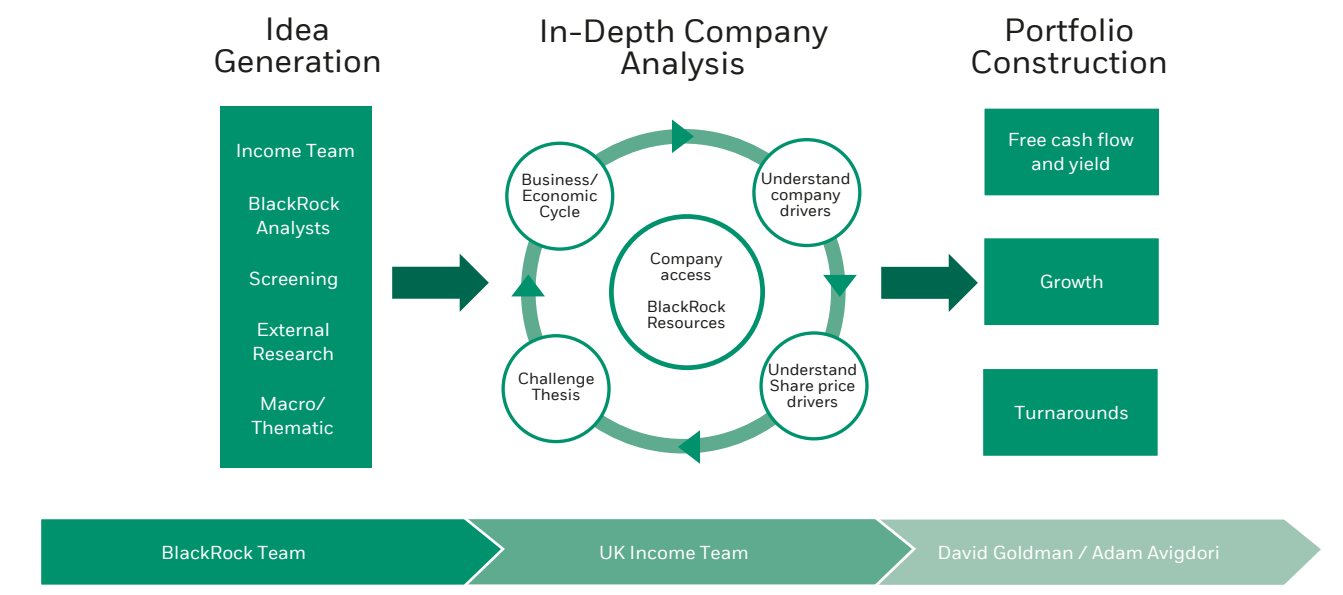 Idea
Generation
In-Depth Company
Analysis
Portfolio
Construction
Income Team
BlackRock
Analysts
Screening
External
Research
Macro/
Thematic
Business/
Economic
Cycle
Understand
company
drivers
Company
access
BlackRock
Resources
Challenge
Thesis
Understand
Share price
drivers
Free cash flow
and yield
Growth
Turnarounds
BlackRock Team
UK Income Team
David Goldman / Adam Avigdori